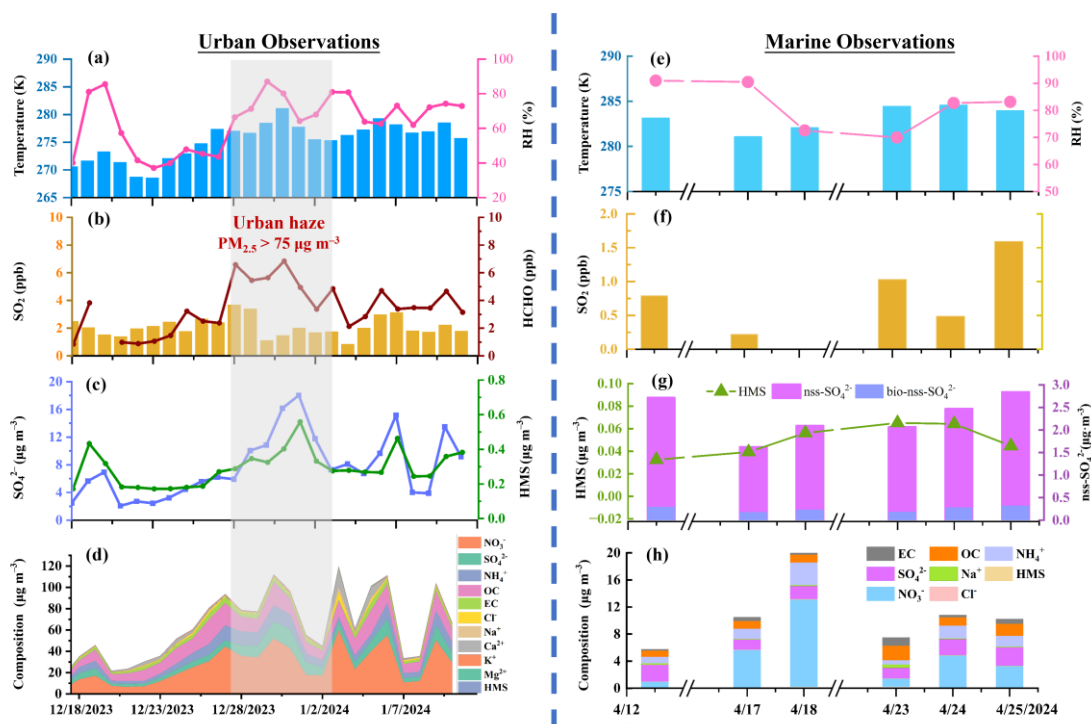 Urban Observations
(a)
Temperature (K)
290
285
280
275
270
265
RH (%)
100
80
60
40
20
(b)
Urban haze
PM2.5 > 75 μg m⁻³
SO2 (ppb)
10
8
6
4
2
0
HCHO (ppb)
10
8
6
4
2
0
(c)
SO4²⁻ (μg m⁻³)
20
16
12
8
4
0
HMS (μg m⁻³)
0.8
0.6
0.4
0.2
0.0
(d)
Composition (μg m⁻³)
120
100
80
60
40
20
0
NO3⁻
SO4²⁻
NH4⁺
OC
EC
Cl⁻
Na⁺
Ca²⁺
K⁺
Mg²⁺
HMS
12/18/2023
12/23/2023
12/28/2023
1/2/2024
1/7/2024
Marine Observations
(e)
Temperature (K)
290
285
280
275
RH (%)
100
90
80
70
60
50
(f)
SO2 (ppb)
2.0
1.5
1.0
0.5
0.0
(g)
HMS
nss-SO4²⁻
bio-nss-SO4²⁻
HMS (μg m⁻³)
0.10
0.08
0.06
0.04
0.02
0.00
−0.02
nss-SO4²⁻ (μg m⁻³)
3.0
2.5
2.0
1.5
1.0
0.5
0.0
(h)
Composition (μg m⁻³)
20
16
12
8
4
0
EC
OC
NH4⁺
SO4²⁻
Na⁺
HMS
NO3⁻
Cl⁻
4/12
4/17
4/18
4/23
4/24
4/25/2024